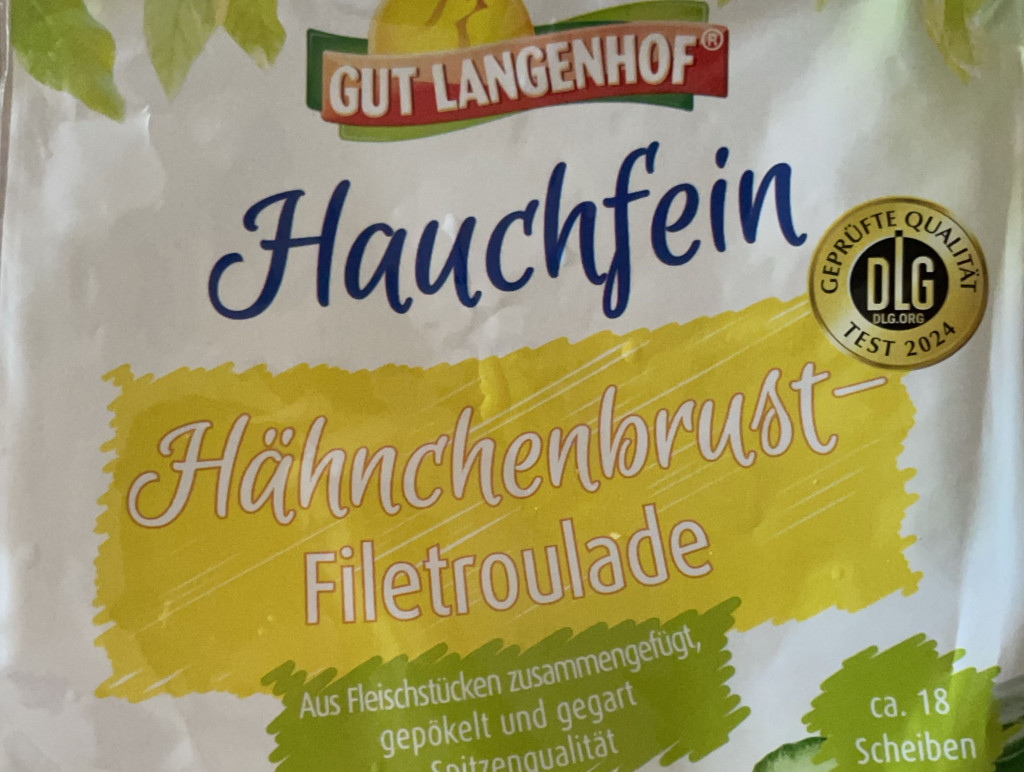 GUT LANGENHOF®
Hauchfein
GEPRÜFTE QUALITÄT
DLG
DLG.ORG
TEST 2024
Hähnchenbrust-
Filetroulade
Aus Fleischstücken zusammengefügt,
gepökelt und gegart
Spitzenqualität
ca. 18
Scheiben